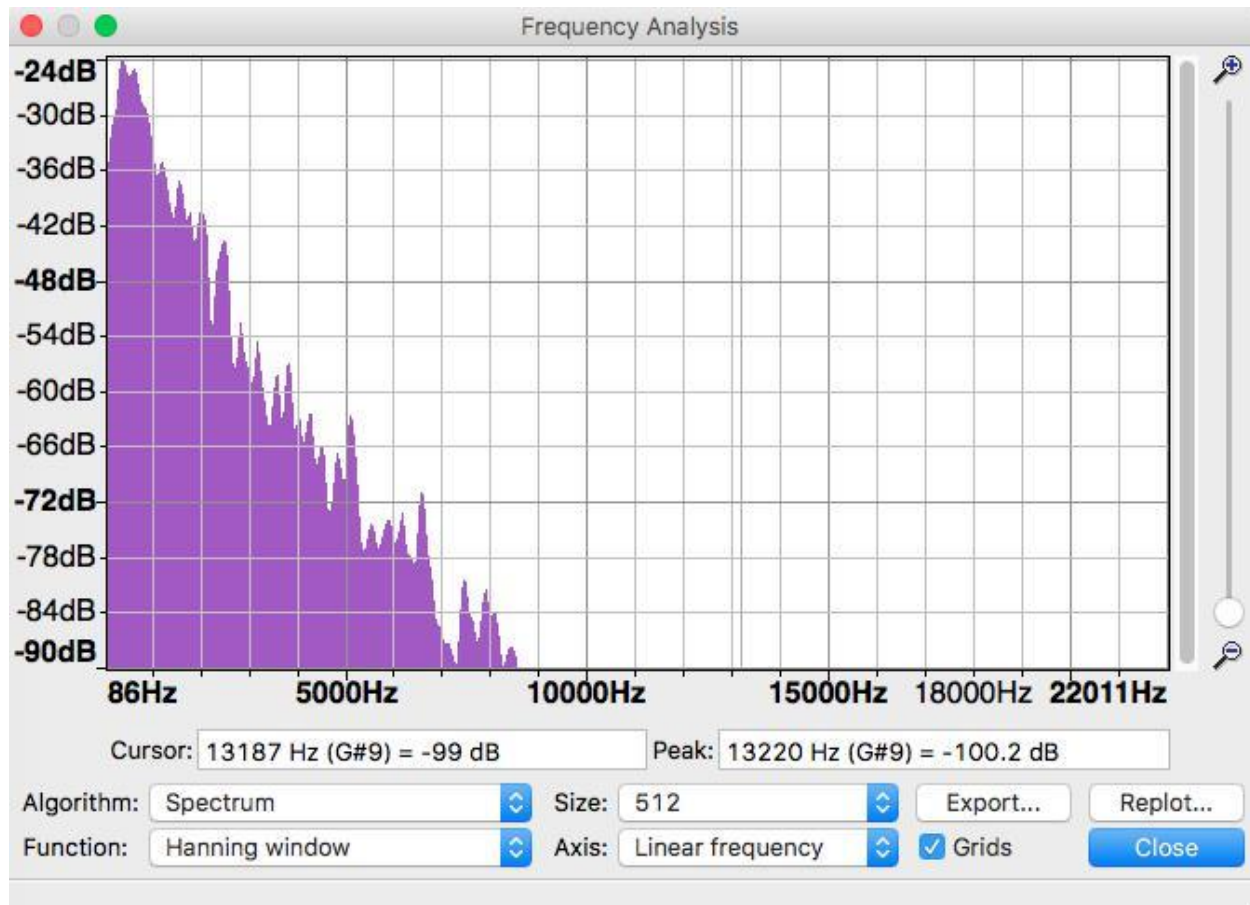 Frequency Analysis
-24dB
-30dB
-36dB
-42dB
-48dB
-54dB
-60dB
-66dB
-72dB
-78dB
-84dB
-90dB
86Hz 5000Hz 10000Hz 15000Hz 18000Hz 22011Hz
Cursor: 13187 Hz (G#9) = -99 dB Peak: 13220 Hz (G#9) = -100.2 dB
Algorithm: Spectrum Size: 512 Export... Replot...
Function: Hanning window Axis: Linear frequency Grids Close